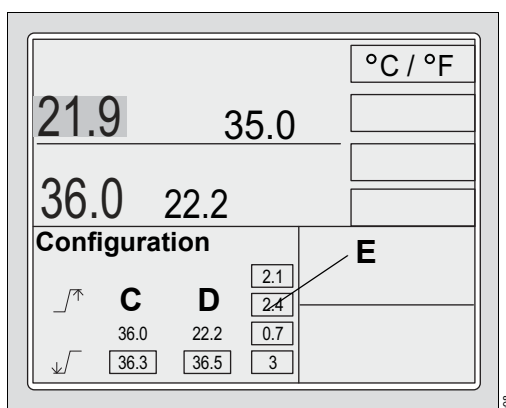 °C / °F
21.9 35.0
36.0 22.2
Configuration
E
2.1
C D 2.4
36.0 22.2 0.7
36.3 36.5 3